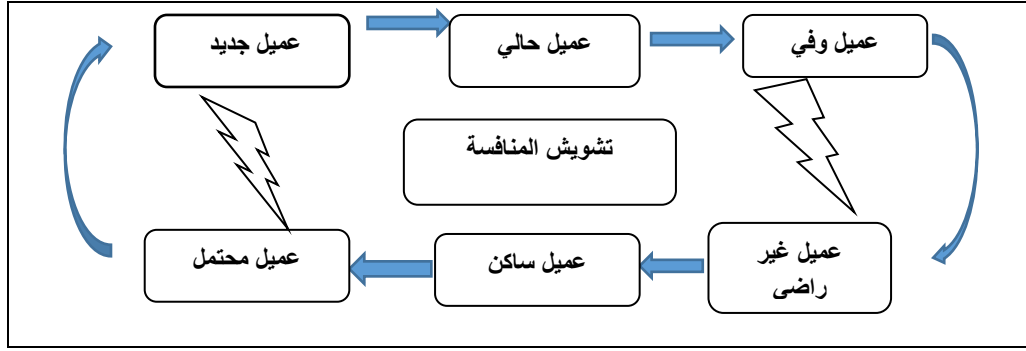 عميل وفي
عميل حالي
عميل جديد
تشويش المنافسة
عميل غير
راضى
عميل ساكن
عميل محتمل